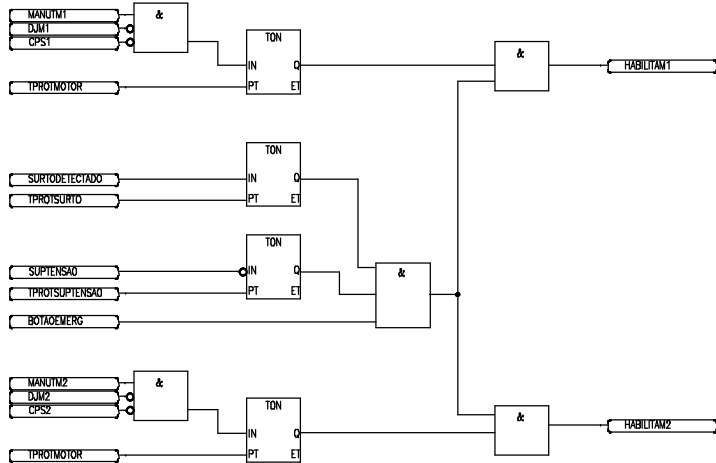 MANUTM1
&
DJM1
CPS1
TON
&
IN
Q
HABILITAM1
TPROTMOTOR
PT
ET
TON
SURTODETECTADO
IN
Q
TPROTSURTO
PT
ET
TON
SUPTENSAO
IN
Q
&
TPROTSUPTENSAO
PT
ET
BOTAOEMERG
MANUTM2
&
DJM2
CPS2
TON
&
IN
Q
HABILITAM2
TPROTMOTOR
PT
ET